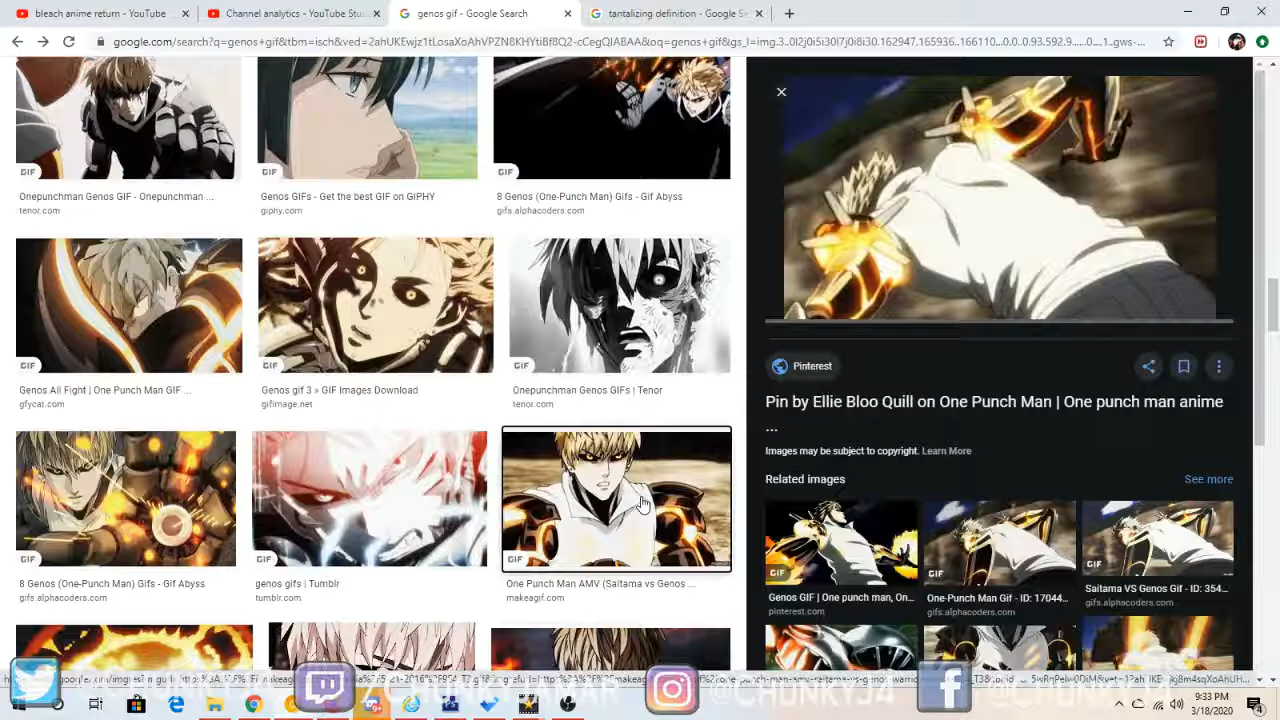 bleach anime return - YouTube
Channel analytics - YouTube Stu
genos gif - Google Search
tantalizing definition - Google Se
google.com/search?q=genos+gif&tbm=isch&ved=2ahUKEwjz1tLosaXoAhVPZN8KHYtiBf8Q2-cCegQIABAA&oq=genos+gif&gs_l=img.3..0l2j0i5i30l7j0i8i30.162947.165936..166110...0.0..0.93.592.9......0....1..gws-...
GIF
GIF
GIF
Onepunchman Genos GIF - Onepunchman ...
tenor.com
Genos GIFs - Get the best GIF on GIPHY
giphy.com
8 Genos (One-Punch Man) Gifs - Gif Abyss
gifs.alphacoders.com
GIF
GIF
GIF
Genos All Fight | One Punch Man GIF ...
gfycat.com
Genos gif 3 » GIF Images Download
gifimage.net
Onepunchman Genos GIFs | Tenor
tenor.com
GIF
GIF
GIF
8 Genos (One-Punch Man) Gifs - Gif Abyss
gifs.alphacoders.com
genos gifs | Tumblr
tumblr.com
One Punch Man AMV (Saitama vs Genos ...
makeagif.com
Pinterest
Pin by Ellie Bloo Quill on One Punch Man | One punch man anime
...
Images may be subject to copyright. Learn More
Related images
See more
GIF
GIF
GIF
Genos GIF | One punch man, On...
pinterest.com
One-Punch Man Gif - ID: 17044...
gifs.alphacoders.com
Saitama VS Genos Gif - ID: 354...
gifs.alphacoders.com
9:33 PM
3/18/2020